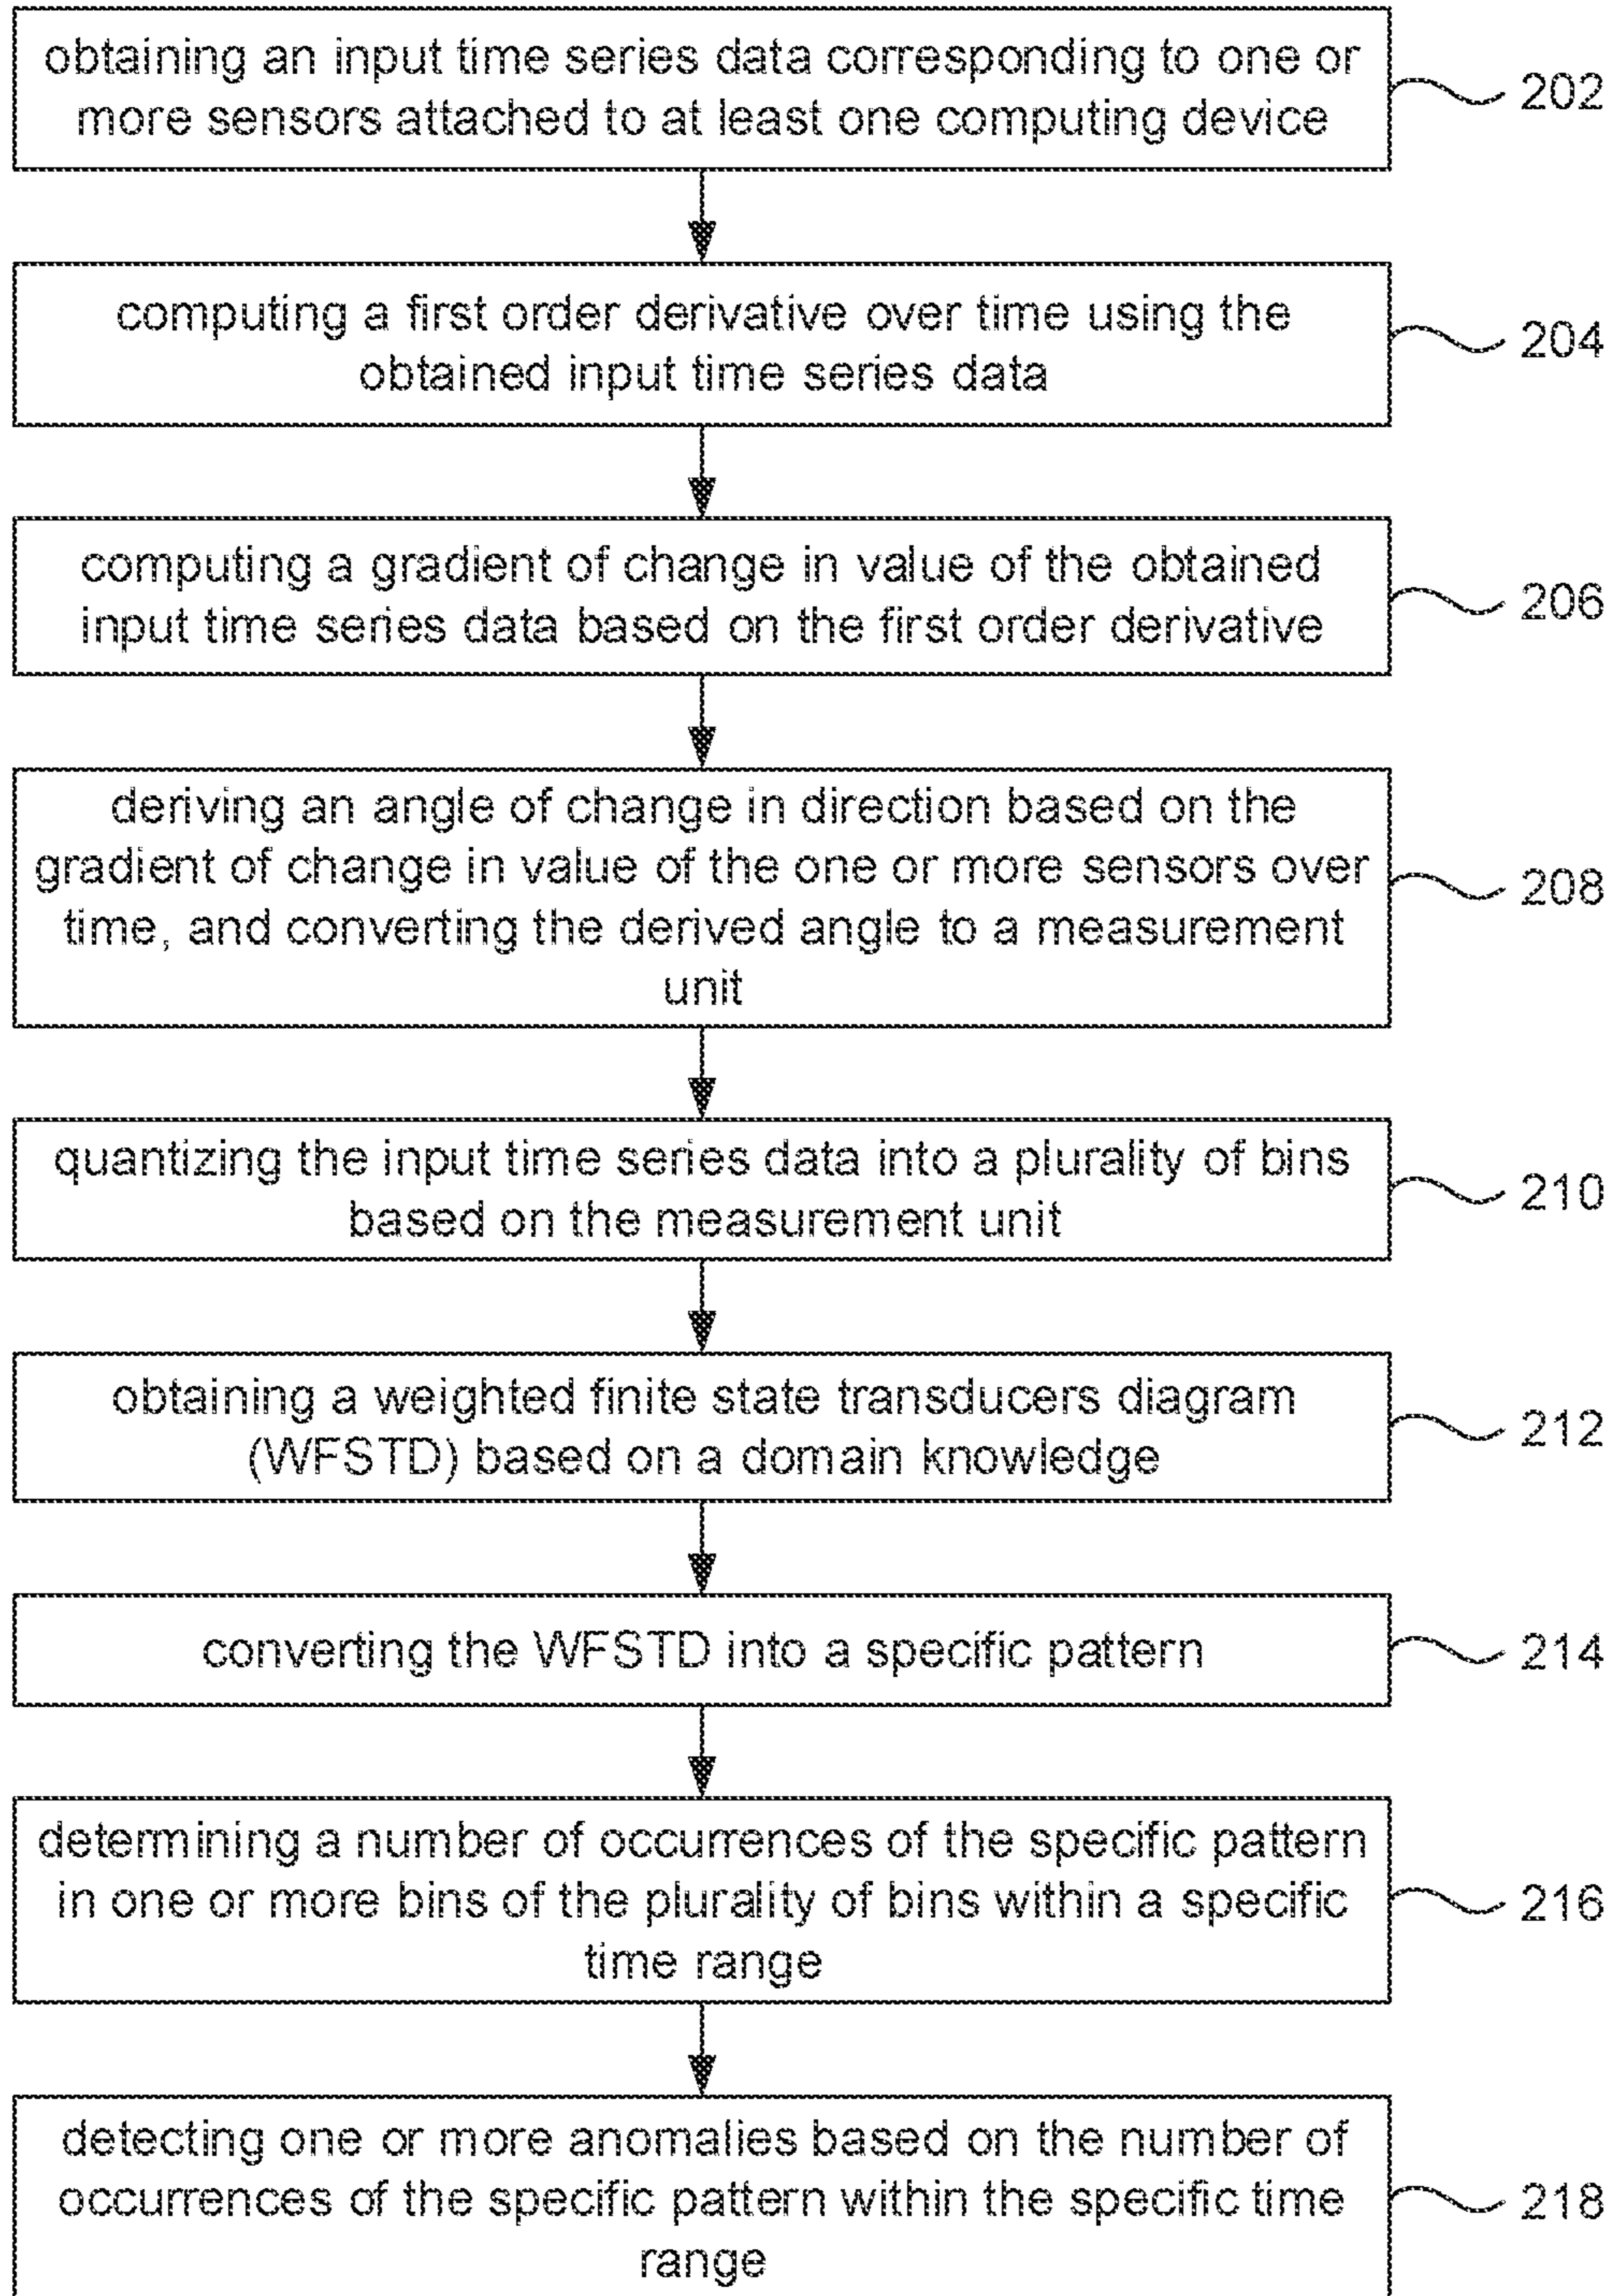 obtaining an input time series data corresponding to one or
more sensors attached to at least one computing device
202
computing a first order derivative over time using the
obtained input time series data
204
computing a gradient of change in value of the obtained
input time series data based on the first order derivative
206
deriving an angle of change in direction based on the
gradient of change in value of the one or more sensors over
time, and converting the derived angle to a measurement
unit
208
quantizing the input time series data into a plurality of bins
based on the measurement unit
210
obtaining a weighted finite state transducers diagram
(WFSTD) based on a domain knowledge
212
converting the WFSTD into a specific pattern
214
determining a number of occurrences of the specific pattern
in one or more bins of the plurality of bins within a specific
time range
216
detecting one or more anomalies based on the number of
occurrences of the specific pattern within the specific time
range
218